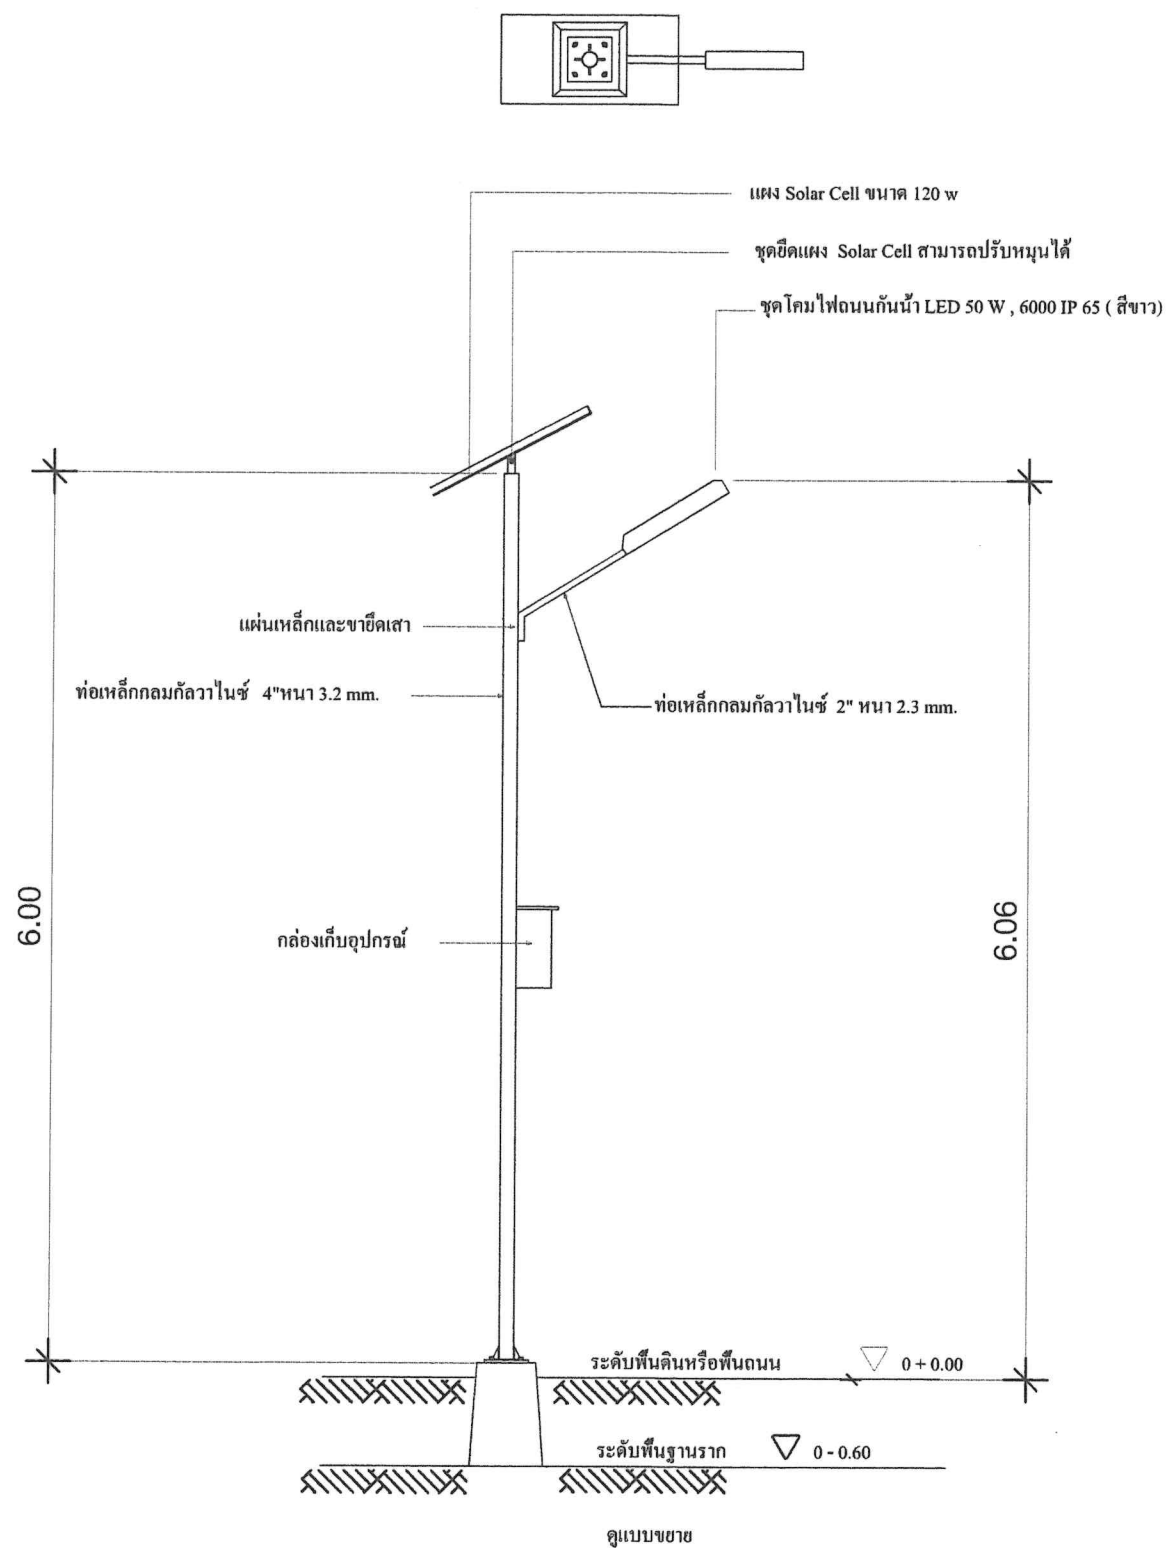 แผง Solar Cell ขนาด 120 w
ชุดยึดแผง Solar Cell สามารถปรับหมุนได้
ชุดโคมไฟถนนกันน้ำ LED 50 W , 6000 IP 65 ( สีขาว)
แผ่นเหล็กและขายึดเสา
ท่อเหล็กกลมกัลวาไนซ์ 4"หนา 3.2 mm.
ท่อเหล็กกลมกัลวาไนซ์ 2" หนา 2.3 mm.
6.00
กล่องเก็บอุปกรณ์
6.06
ระดับพื้นดินหรือพื้นถนน 0 + 0.00
ระดับพื้นฐานราก 0 - 0.60
ดูแบบขยาย